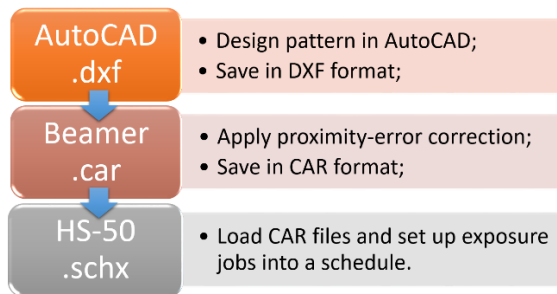 AutoCAD
.dxf
• Design pattern in AutoCAD;
• Save in DXF format;
Beamer
.car
• Apply proximity-error correction;
• Save in CAR format;
HS-50
.schx
• Load CAR files and set up exposure
jobs into a schedule.